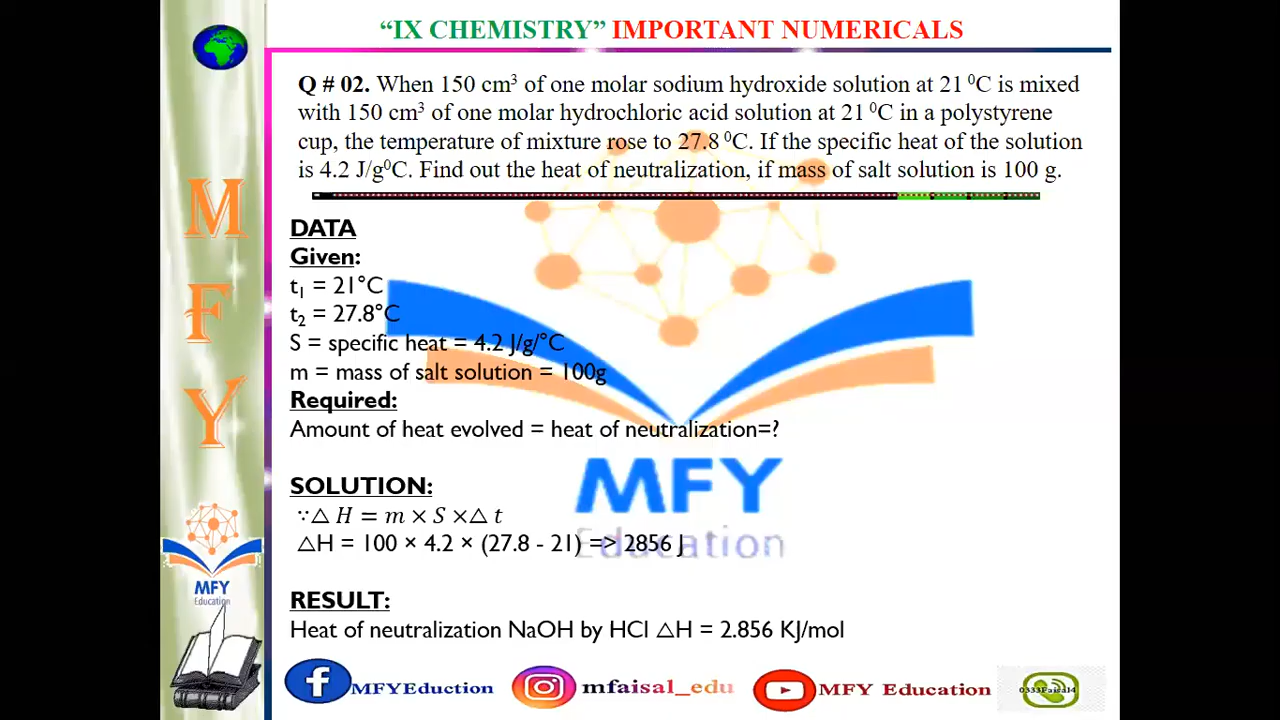 “IX CHEMISTRY” IMPORTANT NUMERICALS
Q # 02. When 150 cm³ of one molar sodium hydroxide solution at 21 ⁰C is mixed
with 150 cm³ of one molar hydrochloric acid solution at 21 ⁰C in a polystyrene
cup, the temperature of mixture rose to 27.8 ⁰C. If the specific heat of the solution
is 4.2 J/g⁰C. Find out the heat of neutralization, if mass of salt solution is 100 g.
M
F
Y
DATA
Given:
t₁ = 21°C
t₂ = 27.8°C
S = specific heat = 4.2 J/g/°C
m = mass of salt solution = 100g
Required:
Amount of heat evolved = heat of neutralization=?
MFY
Education
SOLUTION:
∵△ H = m × S ×△ t
△H = 100 × 4.2 × (27.8 - 21) => 2856 J
RESULT:
Heat of neutralization NaOH by HCl △H = 2.856 KJ/mol
MFY
Education
MFYEduction
mfaisal_edu
MFY Education
0333Faisal4